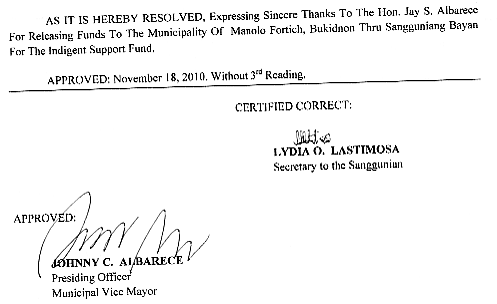 AS IT IS HEREBY RESOLVED, Expressing Sincere Thanks To The Hon. Jay S. Albarece
For Releasing Funds To The Municipality Of Manolo Fortich, Bukidnon Thru Sangguniang Bayan
For The Indigent Support Fund.
APPROVED: November 18, 2010. Without 3rd Reading.
CERTIFIED CORRECT:
LYDIA O. LASTIMOSA
Secretary to the Sanggunian
APPROVED:
JOHNNY C. ALBARECE
Presiding Officer
Municipal Vice Mayor